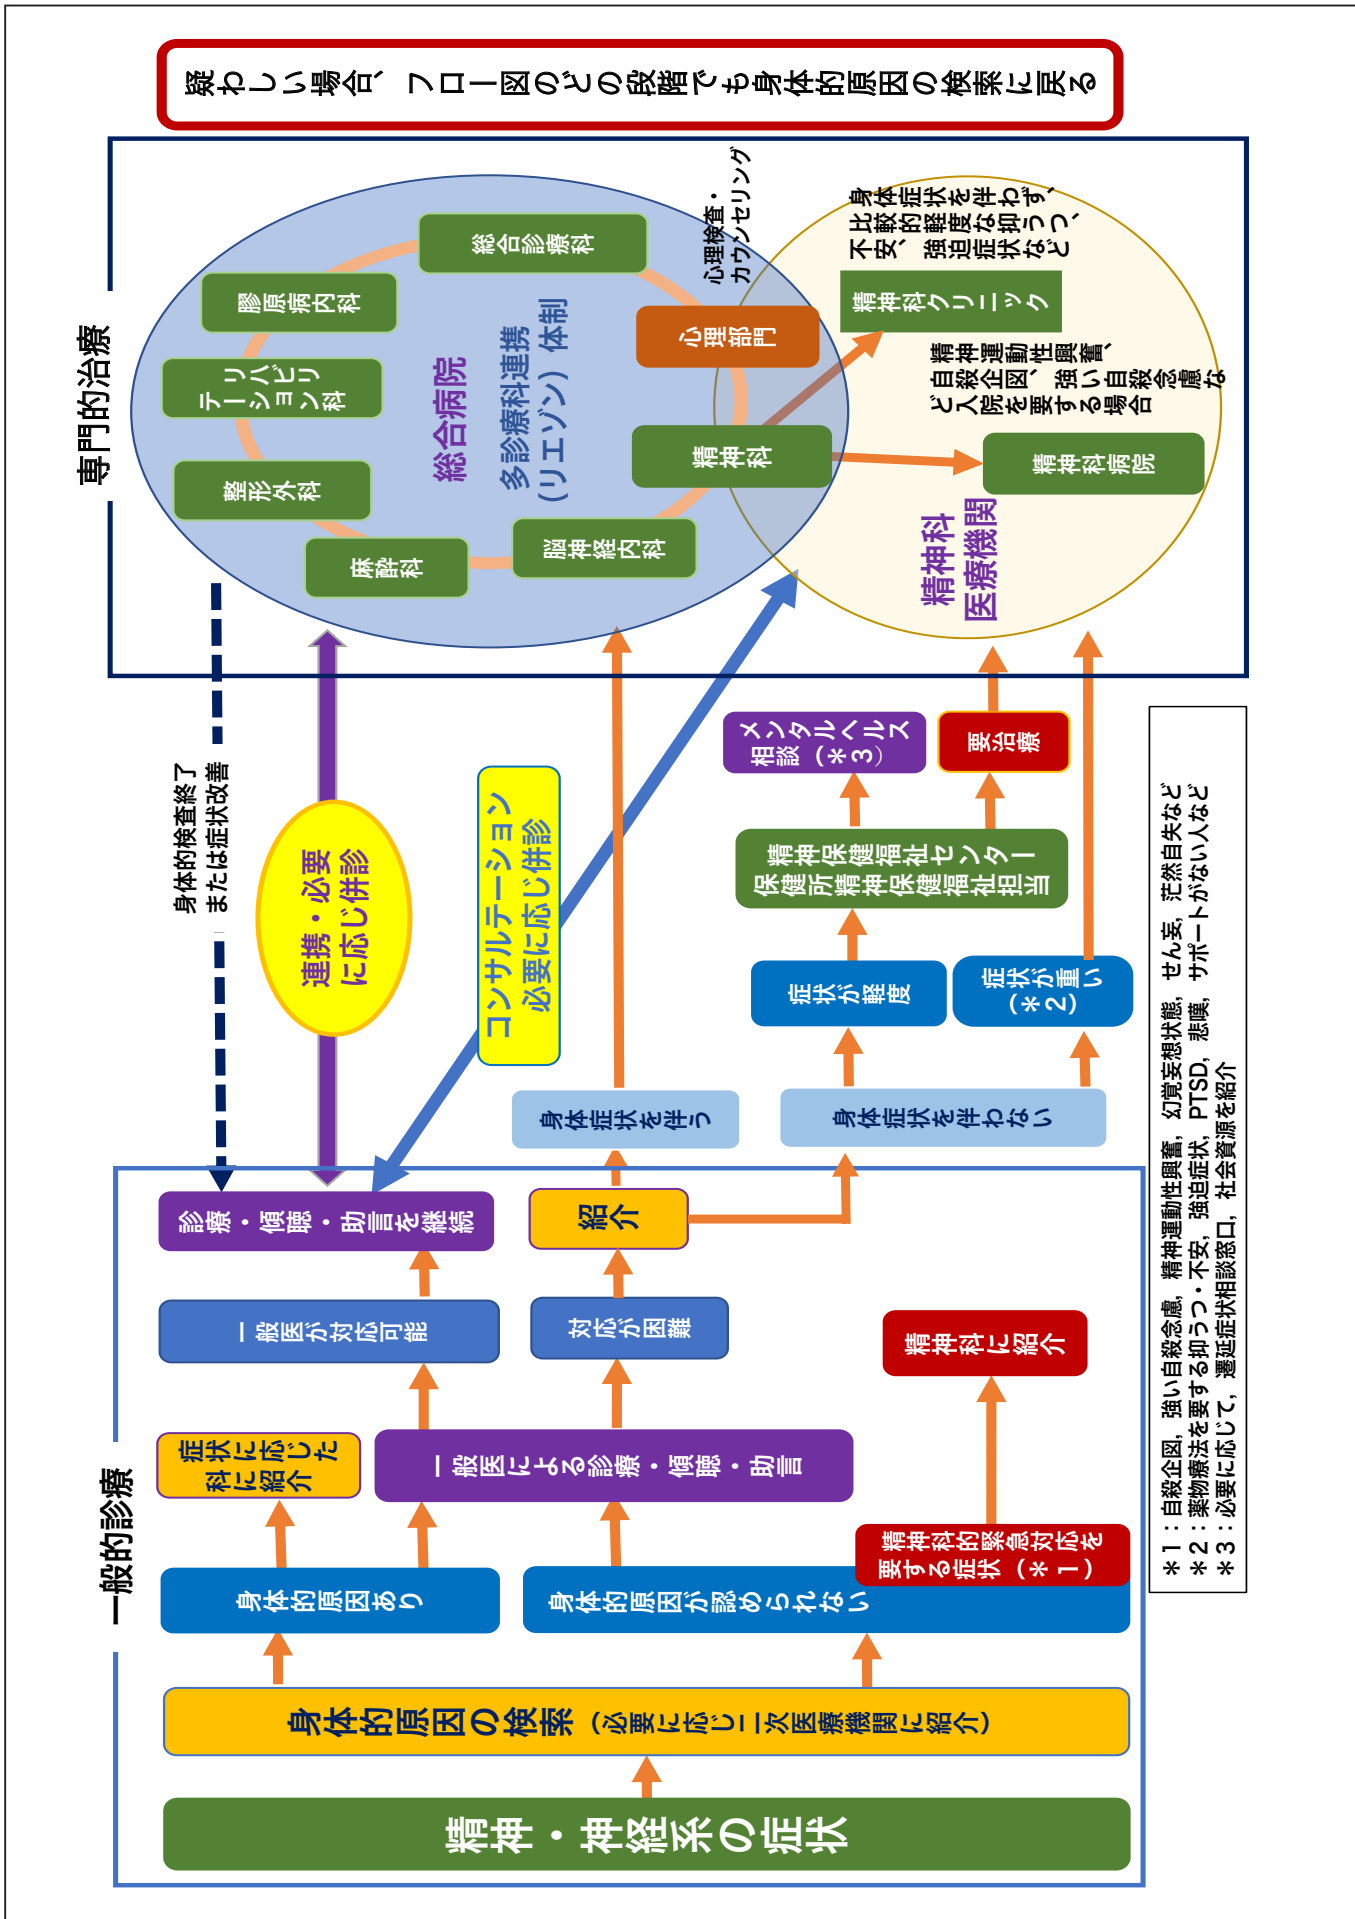 一般的診療
精神・神経系の症状
身体的原因の検索（必要に応じ二次医療機関に紹介）
身体的原因あり
身体的原因が認められない
精神科的緊急対応を
要する症状（＊１）
症状に応じた
科に紹介
一般医による診療・傾聴・助言
精神科に紹介
一般医が対応可能
対応が困難
診療・傾聴・助言を継続
紹介
身体症状を伴う
身体症状を伴わない
症状が軽度
症状が重い
（＊２）
精神保健福祉センター
保健所精神保健福祉担当
メンタルヘルス
相談（＊３）
要治療
身体的検査終了
または症状改善
連携・必要
に応じ併診
コンサルテーション
必要に応じ併診
専門的治療
総合病院
多診療科連携
（リエゾン）体制
麻酔科
整形外科
リハビリ
テーション科
膠原病内科
総合診療科
心理部門
心理検査・
カウンセリング
精神科
脳神経内科
精神科
医療機関
精神科病院
精神運動性興奮、
自殺企図、強い自殺念慮な
ど入院を要する場合
精神科クリニック
身体症状を伴わず、
比較的軽度な抑うつ、
不安、強迫症状など
疑わしい場合、フロー図のどの段階でも身体的原因の検索に戻る
＊１：自殺企図，強い自殺念慮，精神運動性興奮，幻覚妄想状態，せん妄，茫然自失など
＊２：薬物療法を要する抑うつ・不安，強迫症状，PTSD，悲嘆，サポートがない人など
＊３：必要に応じて，遷延症状相談窓口，社会資源を紹介